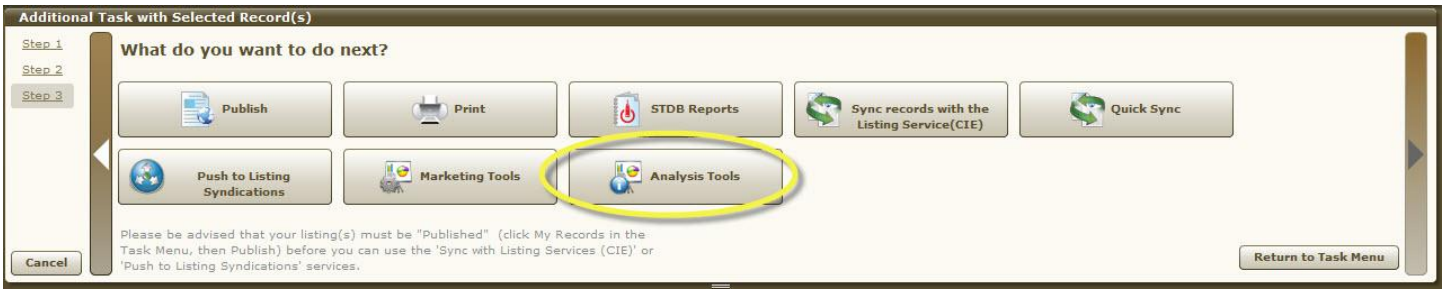 Additional Task with Selected Record(s)
Step 1
Step 2
Step 3
What do you want to do next?
Publish
Print
STDB Reports
Sync records with the
Listing Service(CIE)
Quick Sync
Push to Listing
Syndications
Marketing Tools
Analysis Tools
Please be advised that your listing(s) must be "Published"  (click My Records in the
Task Menu, then Publish) before you can use the 'Sync with Listing Services (CIE)' or
'Push to Listing Syndications' services.
Cancel
Return to Task Menu